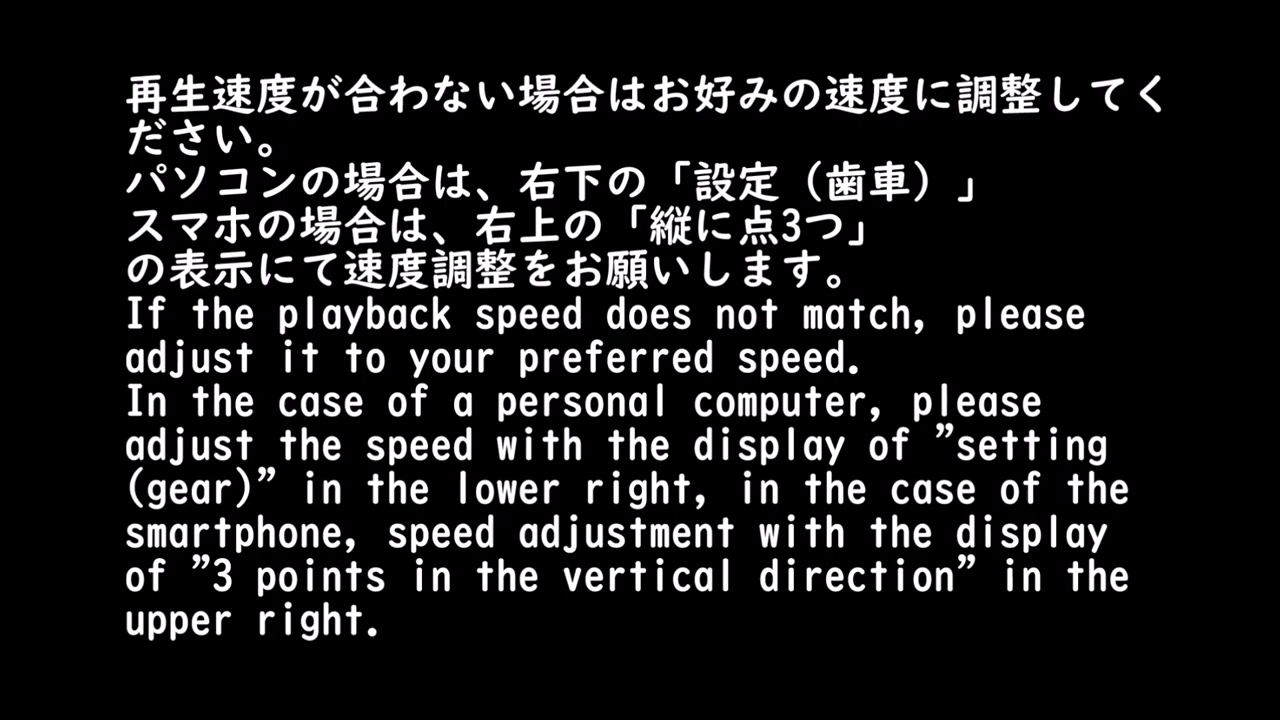 再生速度が合わない場合はお好みの速度に調整してく
ださい。
パソコンの場合は、右下の「設定（歯車）」
スマホの場合は、右上の「縦に点3つ」
の表示にて速度調整をお願いします。
If the playback speed does not match, please
adjust it to your preferred speed.
In the case of a personal computer, please
adjust the speed with the display of ”setting
(gear)” in the lower right, in the case of the
smartphone, speed adjustment with the display
of ”3 points in the vertical direction” in the
upper right.